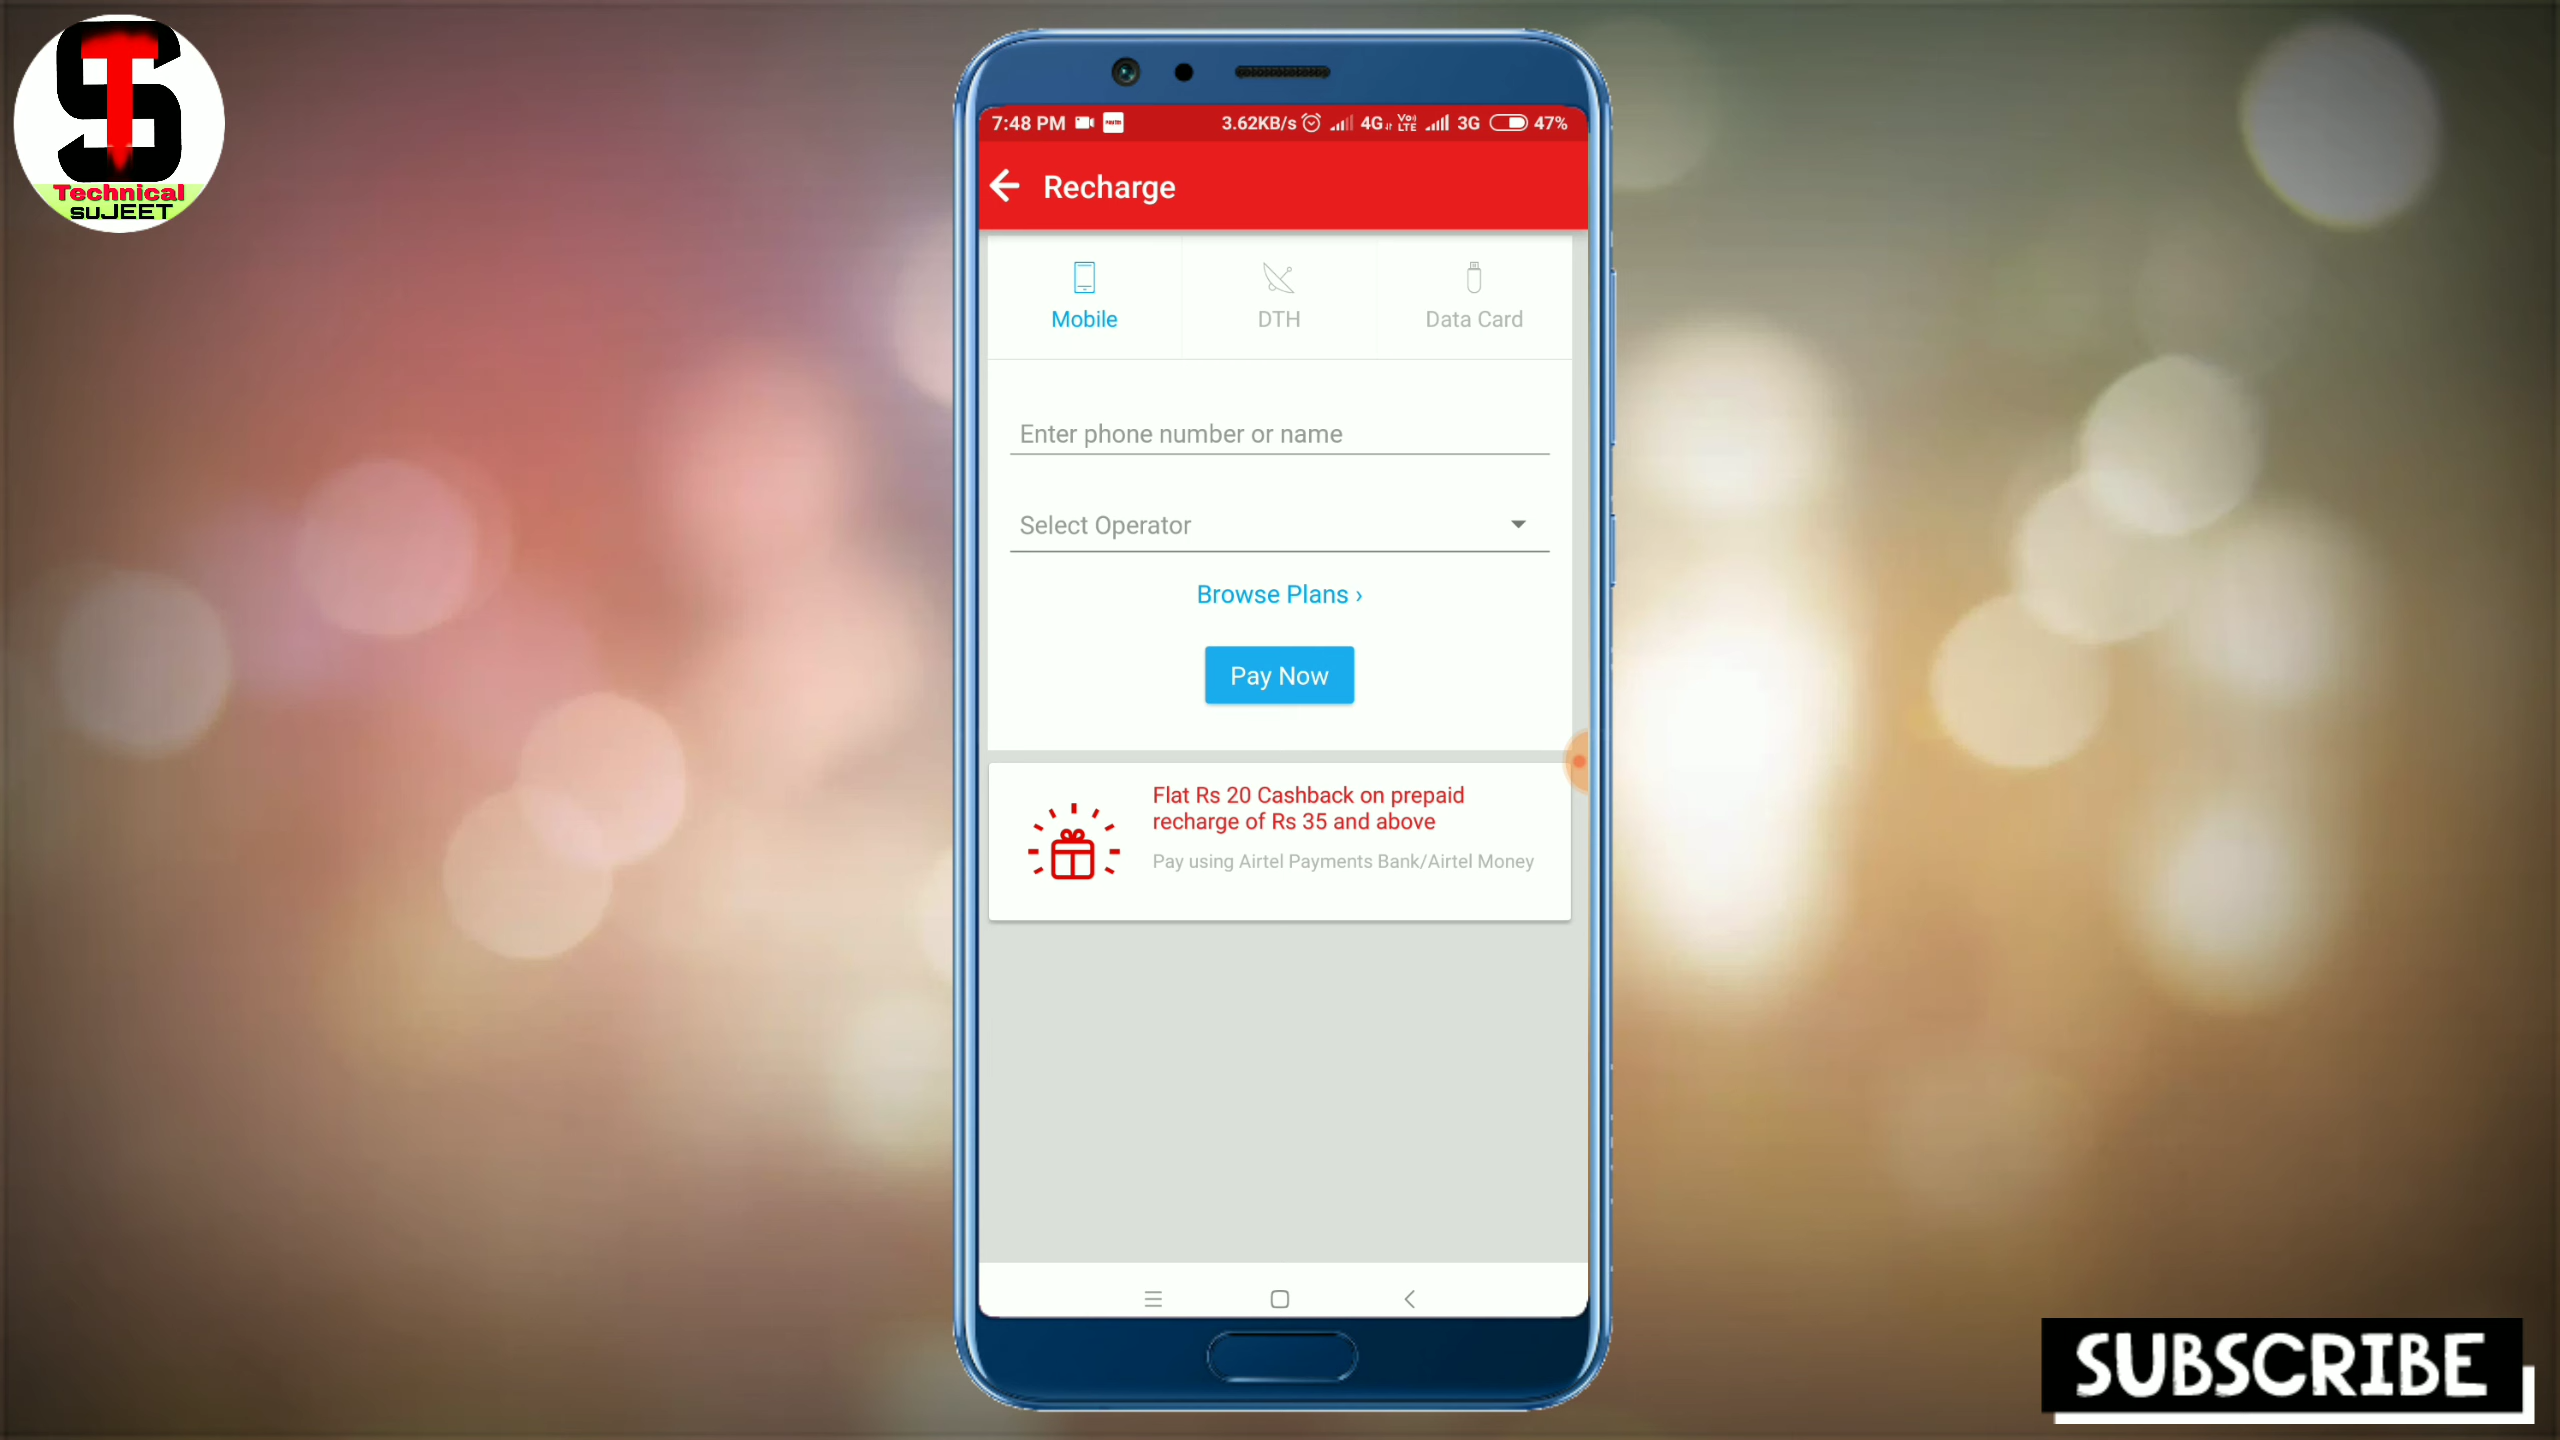 Technical
suJEET
7:48 PM
3.62KB/s 4G Vo) LTE 3G 47%
Recharge
Mobile
DTH
Data Card
Enter phone number or name
Select Operator
Browse Plans ›
Pay Now
Flat Rs 20 Cashback on prepaid
recharge of Rs 35 and above
Pay using Airtel Payments Bank/Airtel Money
SUBSCRIBE